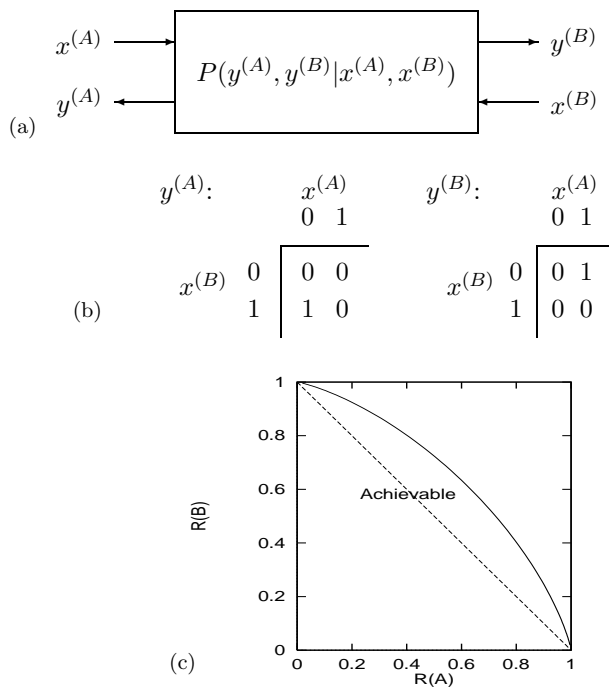 x^(A) y^(B)
P(y^(A), y^(B)|x^(A), x^(B))
y^(A) x^(B)
(a)
y^(A): x^(A) y^(B): x^(A)
0 1 0 1
x^(B) 0 0 0 x^(B) 0 0 1
1 1 0 1 0 0
(b)
1
0.8
0.6
Achievable
R(B)
0.4
0.2
0
0 0.2 0.4 0.6 0.8 1
R(A)
(c)